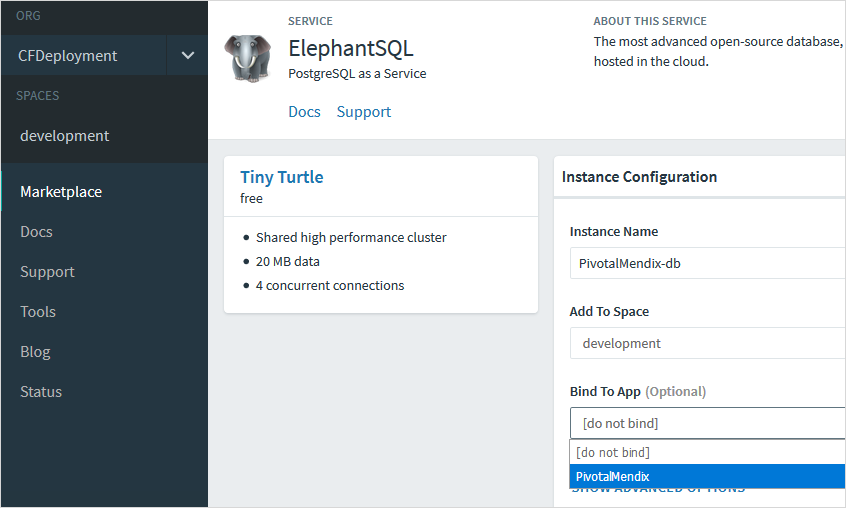 ORG
CFDeployment
SPACES
development
Marketplace
Docs
Support
Tools
Blog
Status
SERVICE
ElephantSQL
PostgreSQL as a Service
Docs Support
ABOUT THIS SERVICE
The most advanced open-source database,
hosted in the cloud.
Tiny Turtle
free
• Shared high performance cluster
• 20 MB data
• 4 concurrent connections
Instance Configuration
Instance Name
PivotalMendix-db
Add To Space
development
Bind To App (Optional)
[do not bind]
[do not bind]
PivotalMendix
SHOW ADVANCED OPTIONS